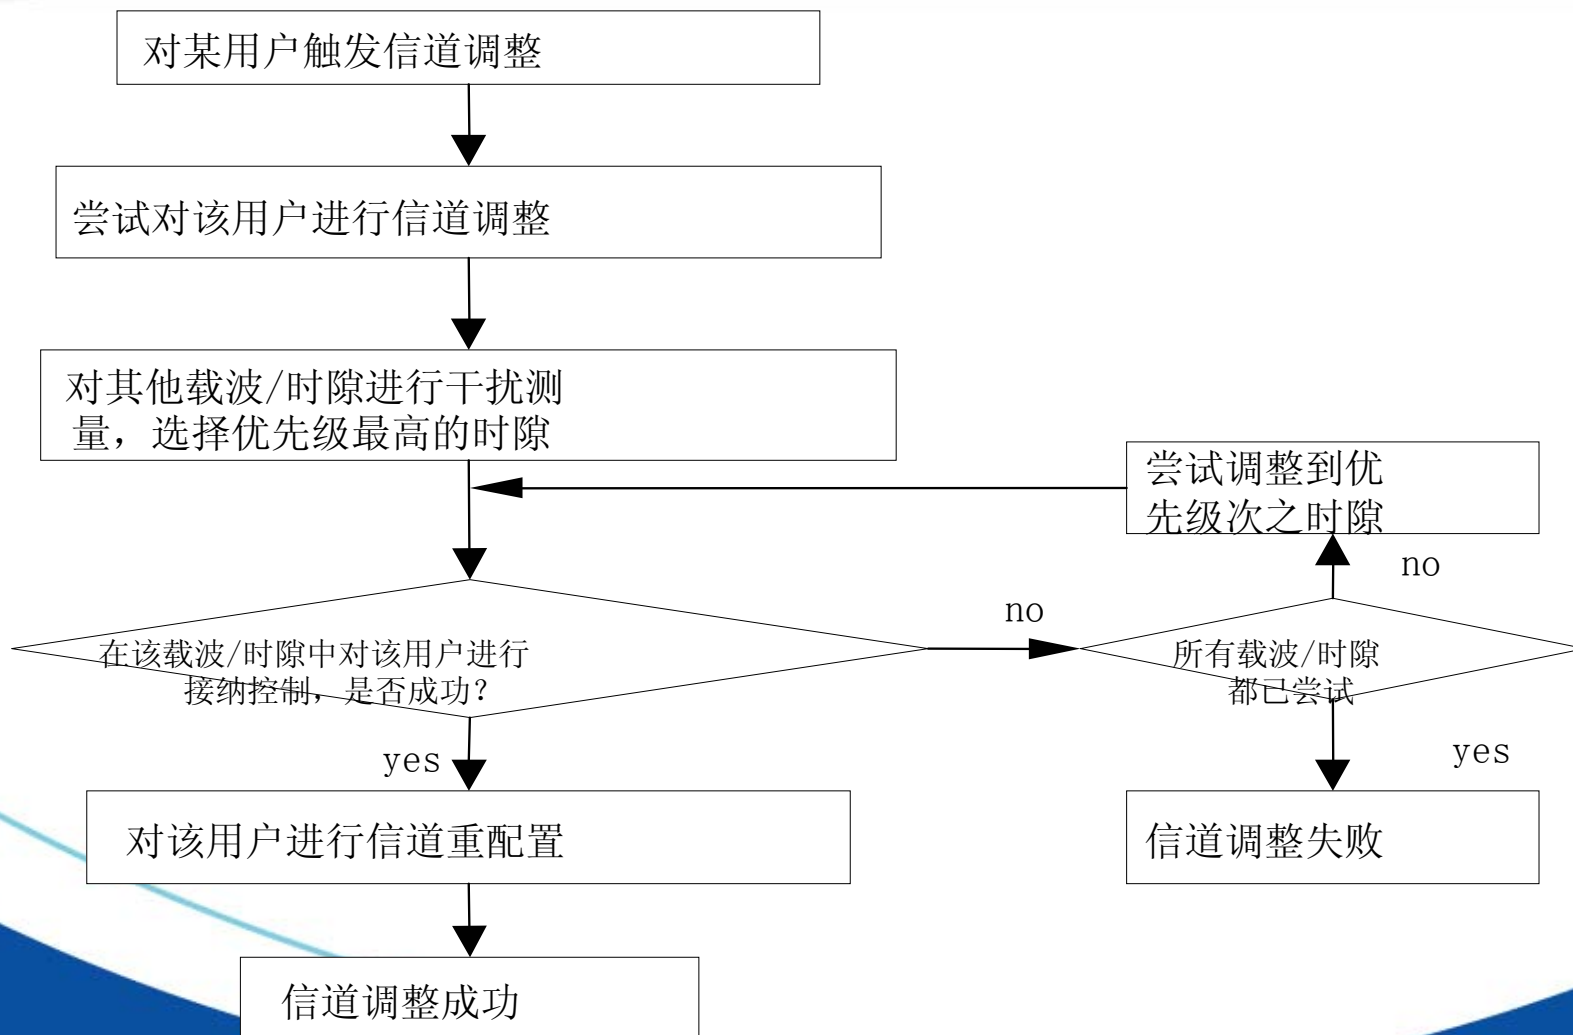 对某用户触发信道调整
尝试对该用户进行信道调整
对其他载波/时隙进行干扰测
量，选择优先级最高的时隙
尝试调整到优
先级次之时隙
no
no
在该载波/时隙中对该用户进行
接纳控制，是否成功?
所有载波/时隙
都已尝试
yes
yes
对该用户进行信道重配置
信道调整失败
信道调整成功